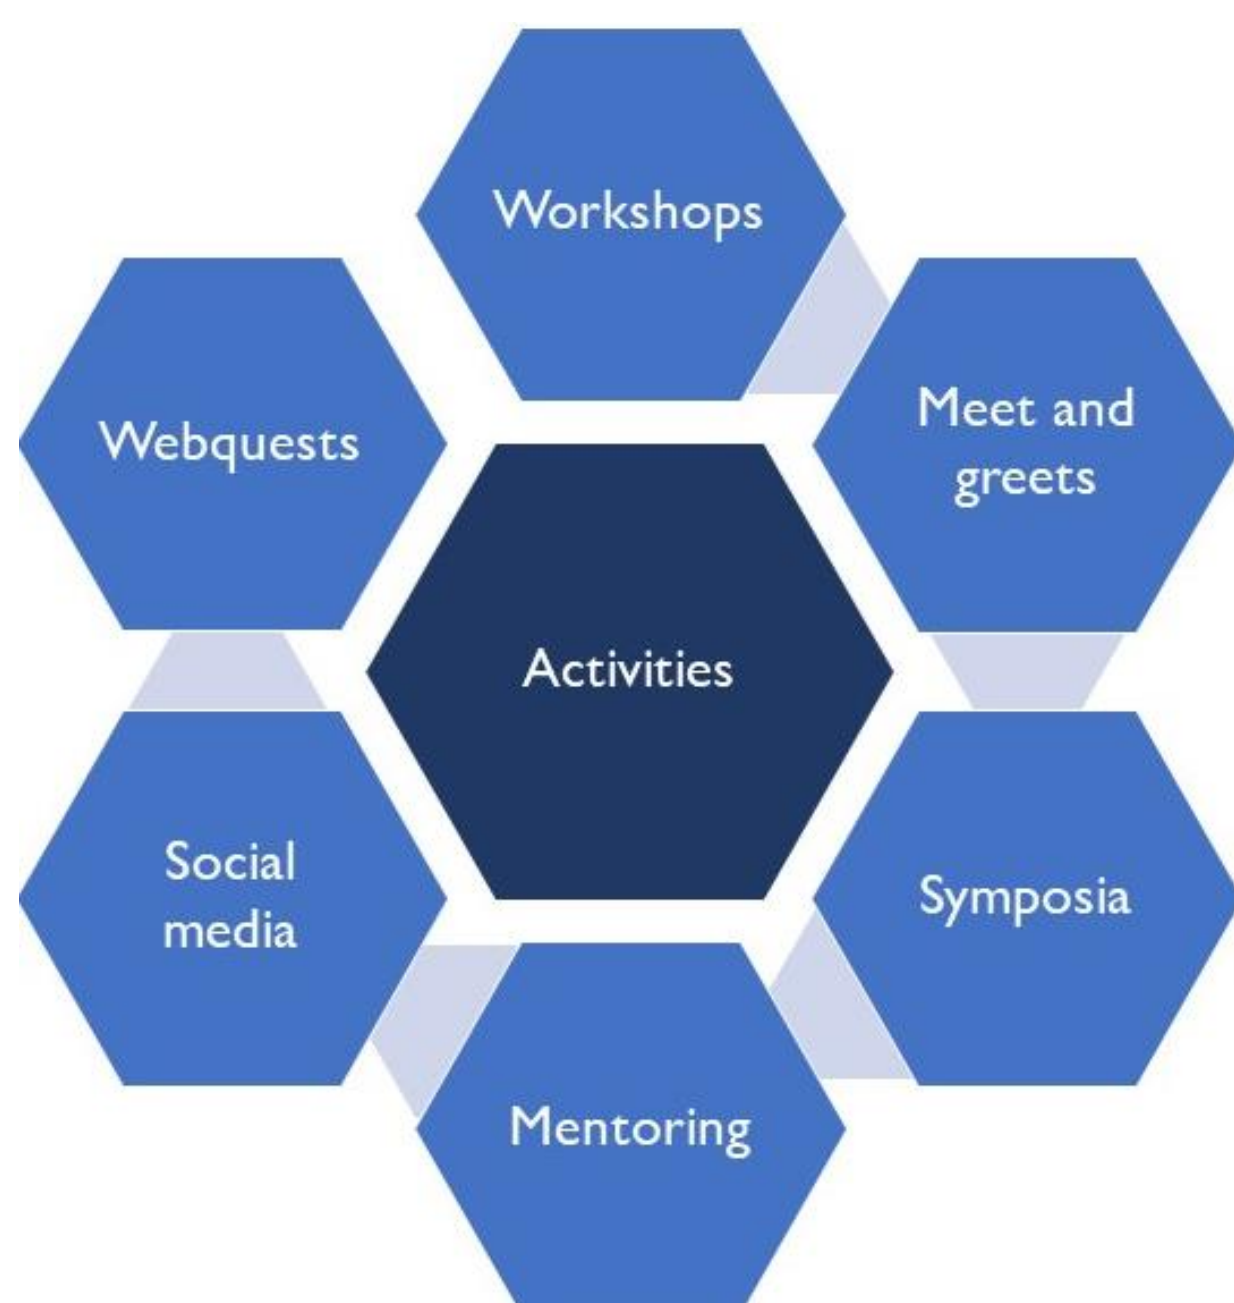 Workshops
Meet and
greets
Webquests
Activities
Social
media
Symposia
Mentoring